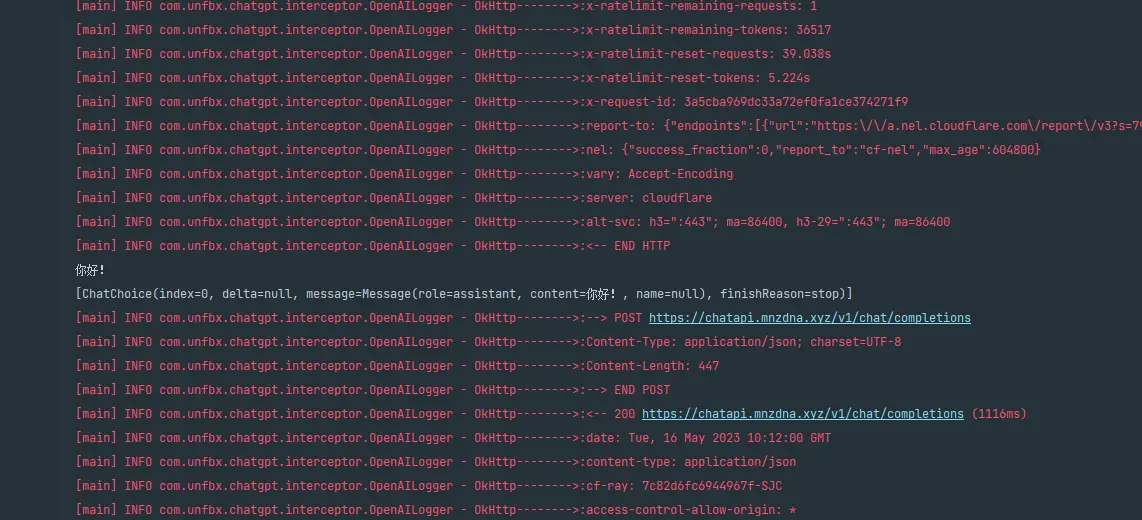 [main] INFO com.unfbx.chatgpt.interceptor.OpenAILogger - OkHttp-------->:x-ratelimit-remaining-requests: 1
[main] INFO com.unfbx.chatgpt.interceptor.OpenAILogger - OkHttp-------->:x-ratelimit-remaining-tokens: 36517
[main] INFO com.unfbx.chatgpt.interceptor.OpenAILogger - OkHttp-------->:x-ratelimit-reset-requests: 39.038s
[main] INFO com.unfbx.chatgpt.interceptor.OpenAILogger - OkHttp-------->:x-ratelimit-reset-tokens: 5.224s
[main] INFO com.unfbx.chatgpt.interceptor.OpenAILogger - OkHttp-------->:x-request-id: 3a5cba969dc33a72ef0fa1ce374271f9
[main] INFO com.unfbx.chatgpt.interceptor.OpenAILogger - OkHttp-------->:report-to: {"endpoints":[{"url":"https:\/\/a.nel.cloudflare.com\/report\/v3?s=79
[main] INFO com.unfbx.chatgpt.interceptor.OpenAILogger - OkHttp-------->:nel: {"success_fraction":0,"report_to":"cf-nel","max_age":604800}
[main] INFO com.unfbx.chatgpt.interceptor.OpenAILogger - OkHttp-------->:vary: Accept-Encoding
[main] INFO com.unfbx.chatgpt.interceptor.OpenAILogger - OkHttp-------->:server: cloudflare
[main] INFO com.unfbx.chatgpt.interceptor.OpenAILogger - OkHttp-------->:alt-svc: h3=":443"; ma=86400, h3-29=":443"; ma=86400
[main] INFO com.unfbx.chatgpt.interceptor.OpenAILogger - OkHttp-------->:<-- END HTTP
你好!
[ChatChoice(index=0, delta=null, message=Message(role=assistant, content=你好! , name=null), finishReason=stop)]
[main] INFO com.unfbx.chatgpt.interceptor.OpenAILogger - OkHttp-------->:--> POST https://chatapi.mnzdna.xyz/v1/chat/completions
[main] INFO com.unfbx.chatgpt.interceptor.OpenAILogger - OkHttp-------->:Content-Type: application/json; charset=UTF-8
[main] INFO com.unfbx.chatgpt.interceptor.OpenAILogger - OkHttp-------->:Content-Length: 447
[main] INFO com.unfbx.chatgpt.interceptor.OpenAILogger - OkHttp-------->:--> END POST
[main] INFO com.unfbx.chatgpt.interceptor.OpenAILogger - OkHttp-------->:<-- 200 https://chatapi.mnzdna.xyz/v1/chat/completions (1116ms)
[main] INFO com.unfbx.chatgpt.interceptor.OpenAILogger - OkHttp-------->:date: Tue, 16 May 2023 10:12:00 GMT
[main] INFO com.unfbx.chatgpt.interceptor.OpenAILogger - OkHttp-------->:content-type: application/json
[main] INFO com.unfbx.chatgpt.interceptor.OpenAILogger - OkHttp-------->:cf-ray: 7c82d6fc6944967f-SJC
[main] INFO com.unfbx.chatgpt.interceptor.OpenAILogger - OkHttp-------->:access-control-allow-origin: *